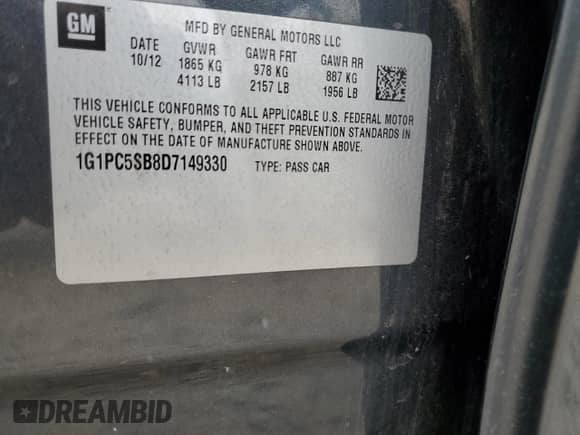 GM
MFD BY GENERAL MOTORS LLC
DATE GVWR GAWR FRT GAWR RR
10/12 1865 KG 978 KG 887 KG
4113 LB 2157 LB 1956 LB
THIS VEHICLE CONFORMS TO ALL APPLICABLE U.S. FEDERAL MOTOR
VEHICLE SAFETY, BUMPER, AND THEFT PREVENTION STANDARDS IN
EFFECT ON THE DATE OF MANUFACTURE SHOWN ABOVE.
1G1PC5SB8D7149330 TYPE: PASS CAR
DREAMBID